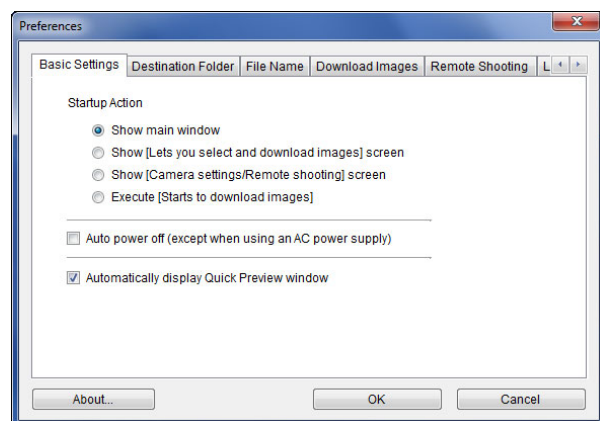 Preferences
Basic Settings Destination Folder File Name Download Images Remote Shooting L
Startup Action
Show main window
Show [Lets you select and download images] screen
Show [Camera settings/Remote shooting] screen
Execute [Starts to download images]
Auto power off (except when using an AC power supply)
Automatically display Quick Preview window
About... OK Cancel